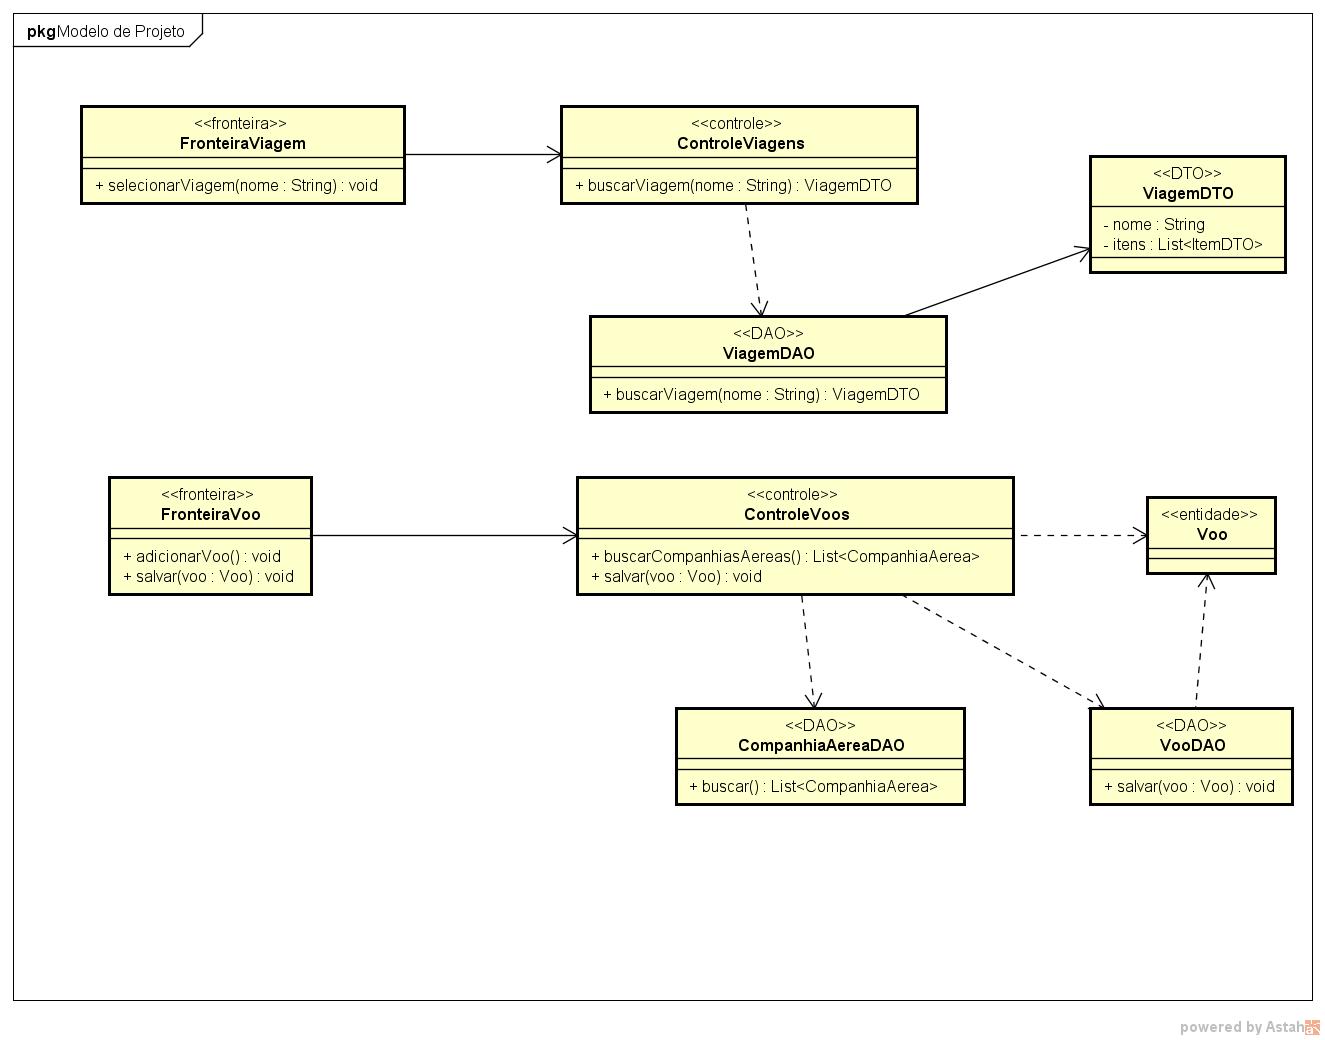 pkg Modelo de Projeto
<<fronteira>>
FronteiraViagem
+ selecionarViagem(nome : String) : void
<<controle>>
ControleViagens
+ buscarViagem(nome : String) : ViagemDTO
<<DTO>>
ViagemDTO
- nome : String
- itens : List<ItemDTO>
<<DAO>>
ViagemDAO
+ buscarViagem(nome : String) : ViagemDTO
<<fronteira>>
FronteiraVoo
+ adicionarVoo() : void
+ salvar(voo : Voo) : void
<<controle>>
ControleVoos
+ buscarCompanhiasAereas() : List<CompanhiaAerea>
+ salvar(voo : Voo) : void
<<entidade>>
Voo
<<DAO>>
CompanhiaAereaDAO
+ buscar() : List<CompanhiaAerea>
<<DAO>>
VooDAO
+ salvar(voo : Voo) : void
powered by Astah